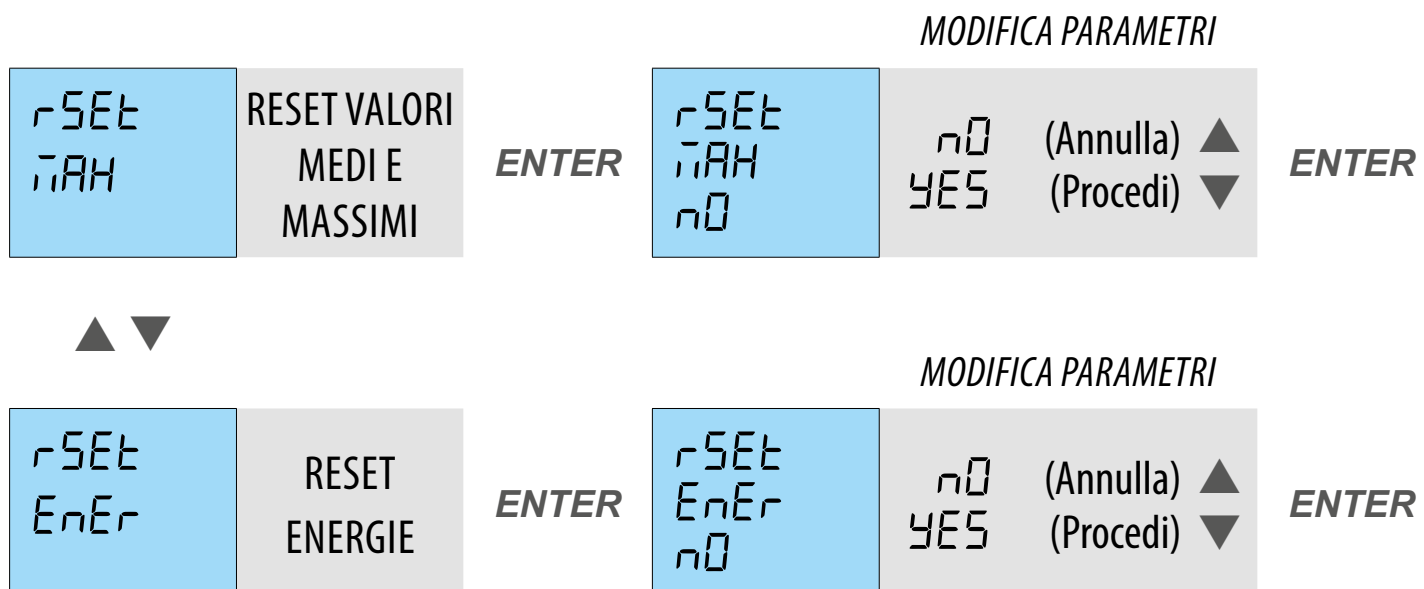 MODIFICA PARAMETRI
rSEt
MAH
RESET VALORI
MEDI E
MASSIMI
ENTER
rSEt
MAH
nO
nO (Annulla) ▲
YES (Procedi) ▼
ENTER
▲ ▼
MODIFICA PARAMETRI
rSEt
EnEr
RESET
ENERGIE
ENTER
rSEt
EnEr
nO
nO (Annulla) ▲
YES (Procedi) ▼
ENTER